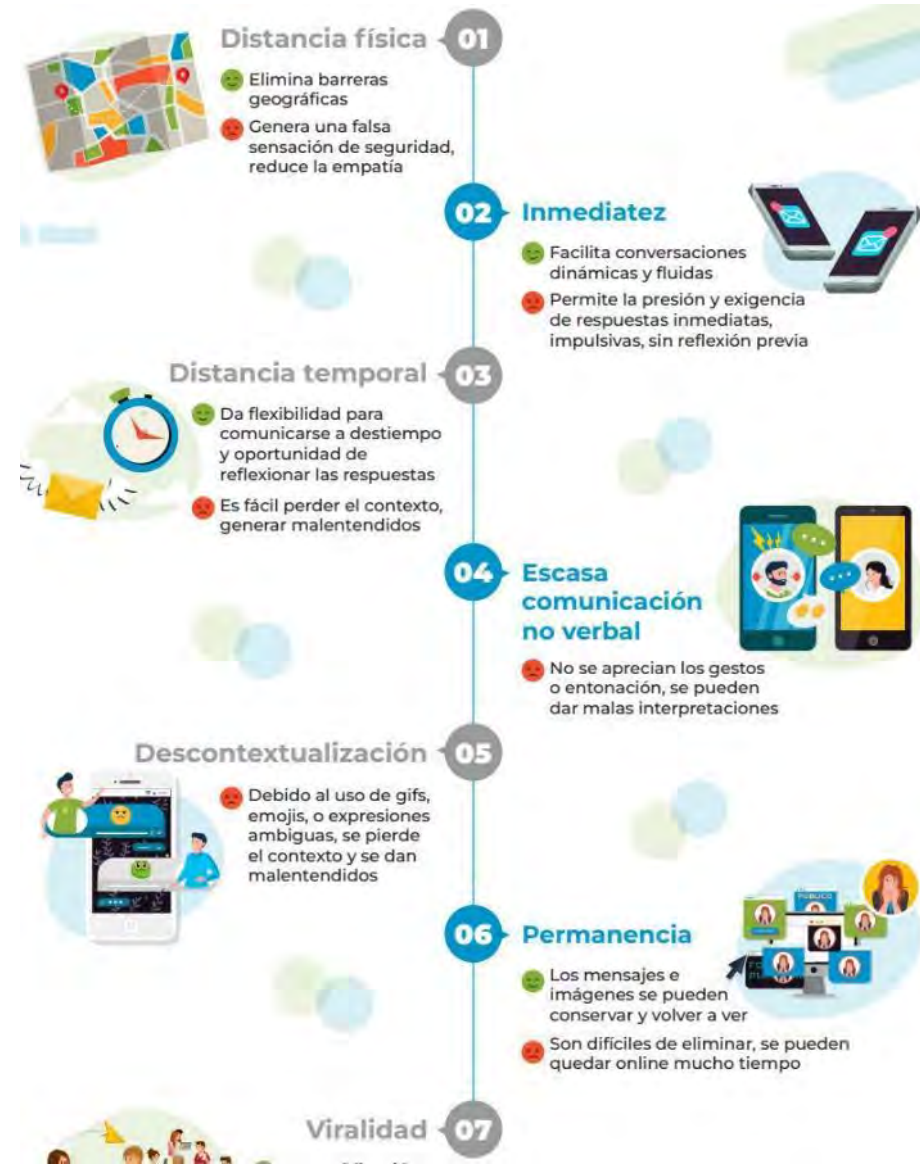 Distancia física
01
Elimina barreras
geográficas
Genera una falsa
sensación de seguridad,
reduce la empatía
02
Inmediatez
Facilita conversaciones
dinámicas y fluidas
Permite la presión y exigencia
de respuestas inmediatas,
impulsivas, sin reflexión previa
Distancia temporal
03
Da flexibilidad para
comunicarse a destiempo
y oportunidad de
reflexionar las respuestas
Es fácil perder el contexto,
generar malentendidos
04
Escasa
comunicación
no verbal
No se aprecian los gestos
o entonación, se pueden
dar malas interpretaciones
Descontextualización
05
Debido al uso de gifs,
emojis, o expresiones
ambiguas, se pierde
el contexto y se dan
malentendidos
06
Permanencia
PÚBLICO
Los mensajes e
imágenes se pueden
conservar y volver a ver
Son difíciles de eliminar, se pueden
quedar online mucho tiempo
Viralidad
07